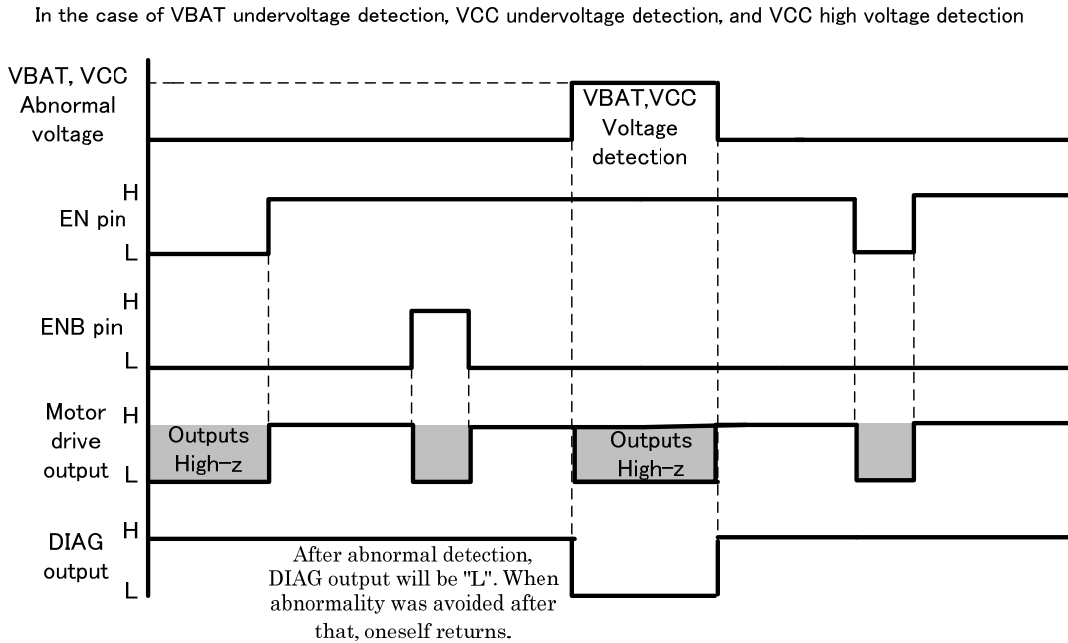 In the case of VBAT undervoltage detection, VCC undervoltage detection, and VCC high voltage detection
VBAT, VCC
Abnormal
voltage
VBAT,VCC
Voltage
detection
H
EN pin
L
H
ENB pin
L
Motor
drive
output
H
L
Outputs
High-z
Outputs
High-z
H
DIAG
output
L
After abnormal detection,
DIAG output will be "L". When
abnormality was avoided after
that, oneself returns.